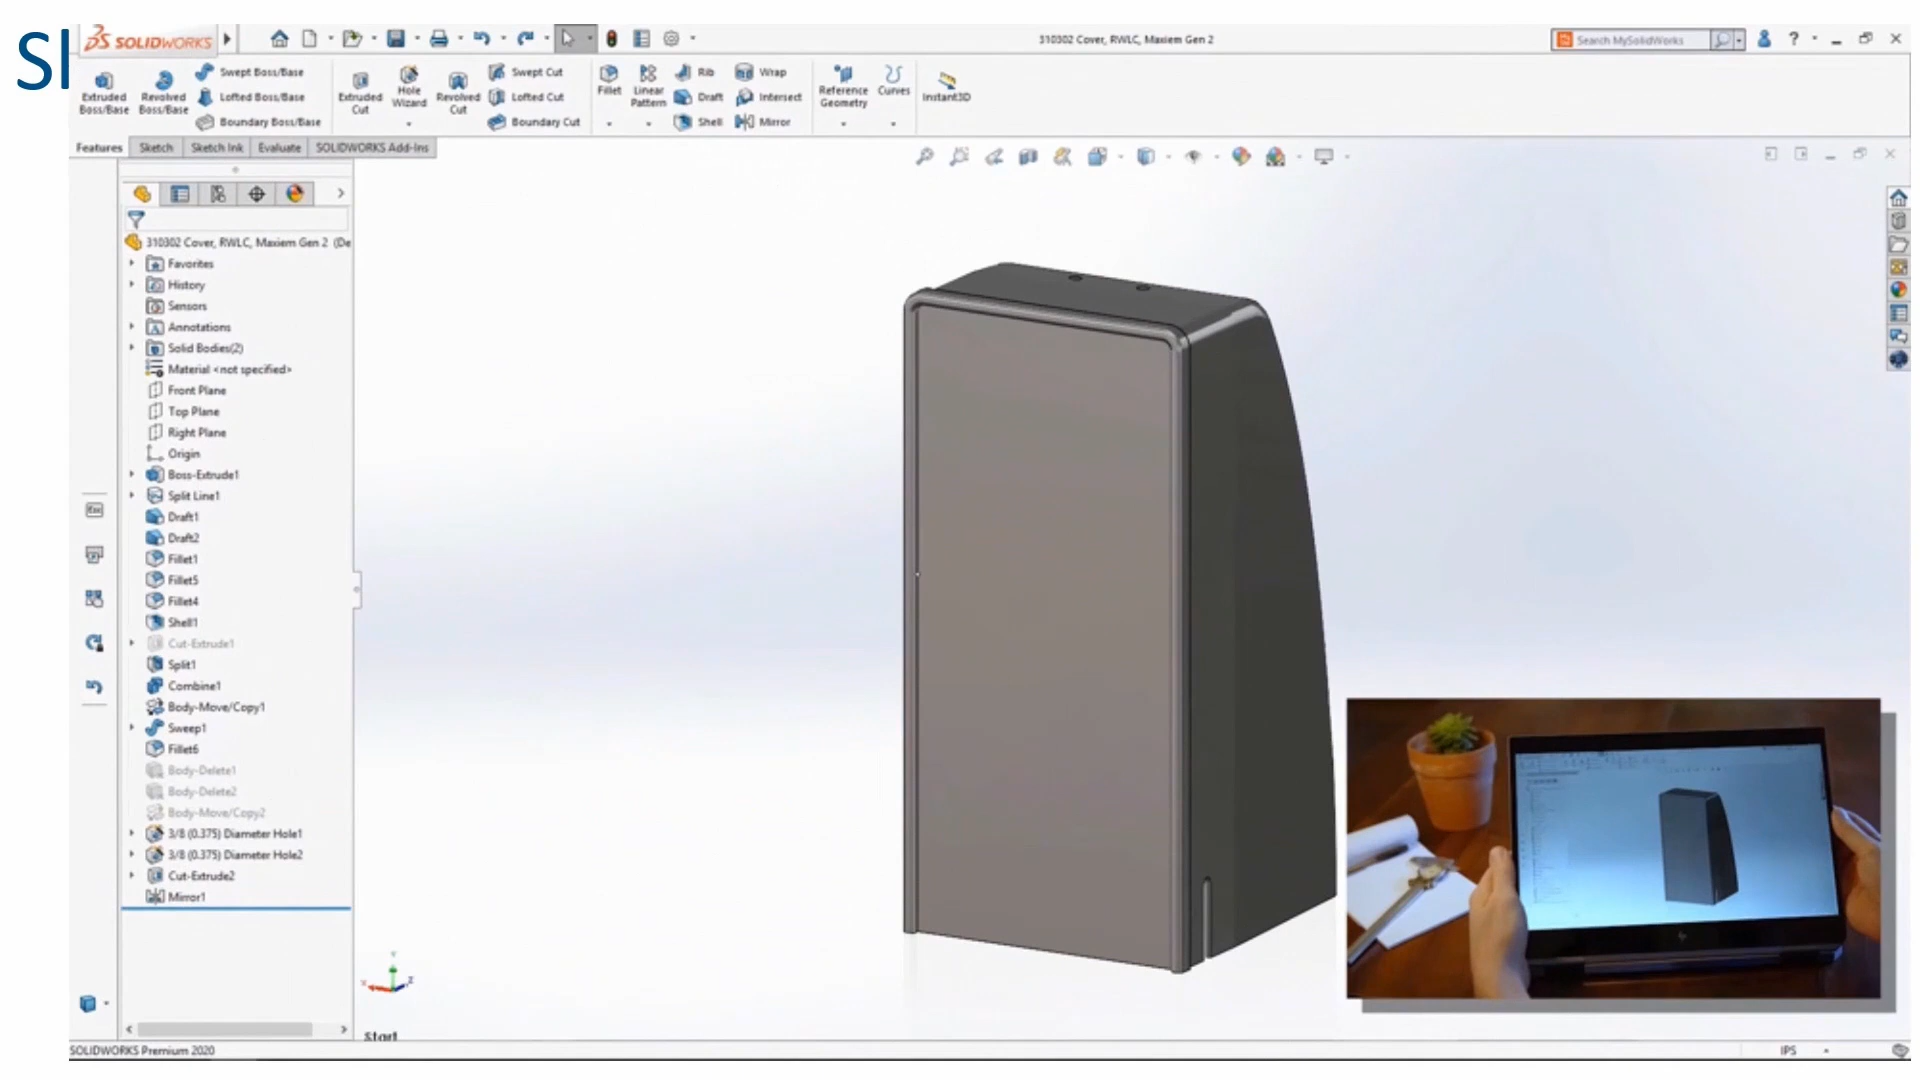 Sl
SOLIDWORKS
310302 Cover, RWLC, Maxiem Gen 2
Search MySolidWorks
?
Extruded Boss/Base
Revolved Boss/Base
Swept Boss/Base
Lofted Boss/Base
Boundary Boss/Base
Extruded Cut
Hole Wizard
Revolved Cut
Swept Cut
Lofted Cut
Boundary Cut
Fillet
Linear Pattern
Rib
Draft
Shell
Wrap
Intersect
Mirror
Reference Geometry
Curves
Instant3D
Features
Sketch
Sketch Ink
Evaluate
SOLIDWORKS Add-Ins
310302 Cover, RWLC, Maxiem Gen 2 (De
Favorites
History
Sensors
Annotations
Solid Bodies(2)
Material <not specified>
Front Plane
Top Plane
Right Plane
Origin
Boss-Extrude1
Split Line1
Draft1
Draft2
Fillet1
Fillet5
Fillet4
Shell1
Cut-Extrude1
Split1
Combine1
Body-Move/Copy1
Sweep1
Fillet6
Body-Delete1
Body-Delete2
Body-Move/Copy2
3/8 (0.375) Diameter Hole1
3/8 (0.375) Diameter Hole2
Cut-Extrude2
Mirror1
Y
X
Z
Start
SOLIDWORKS Premium 2020
IPS